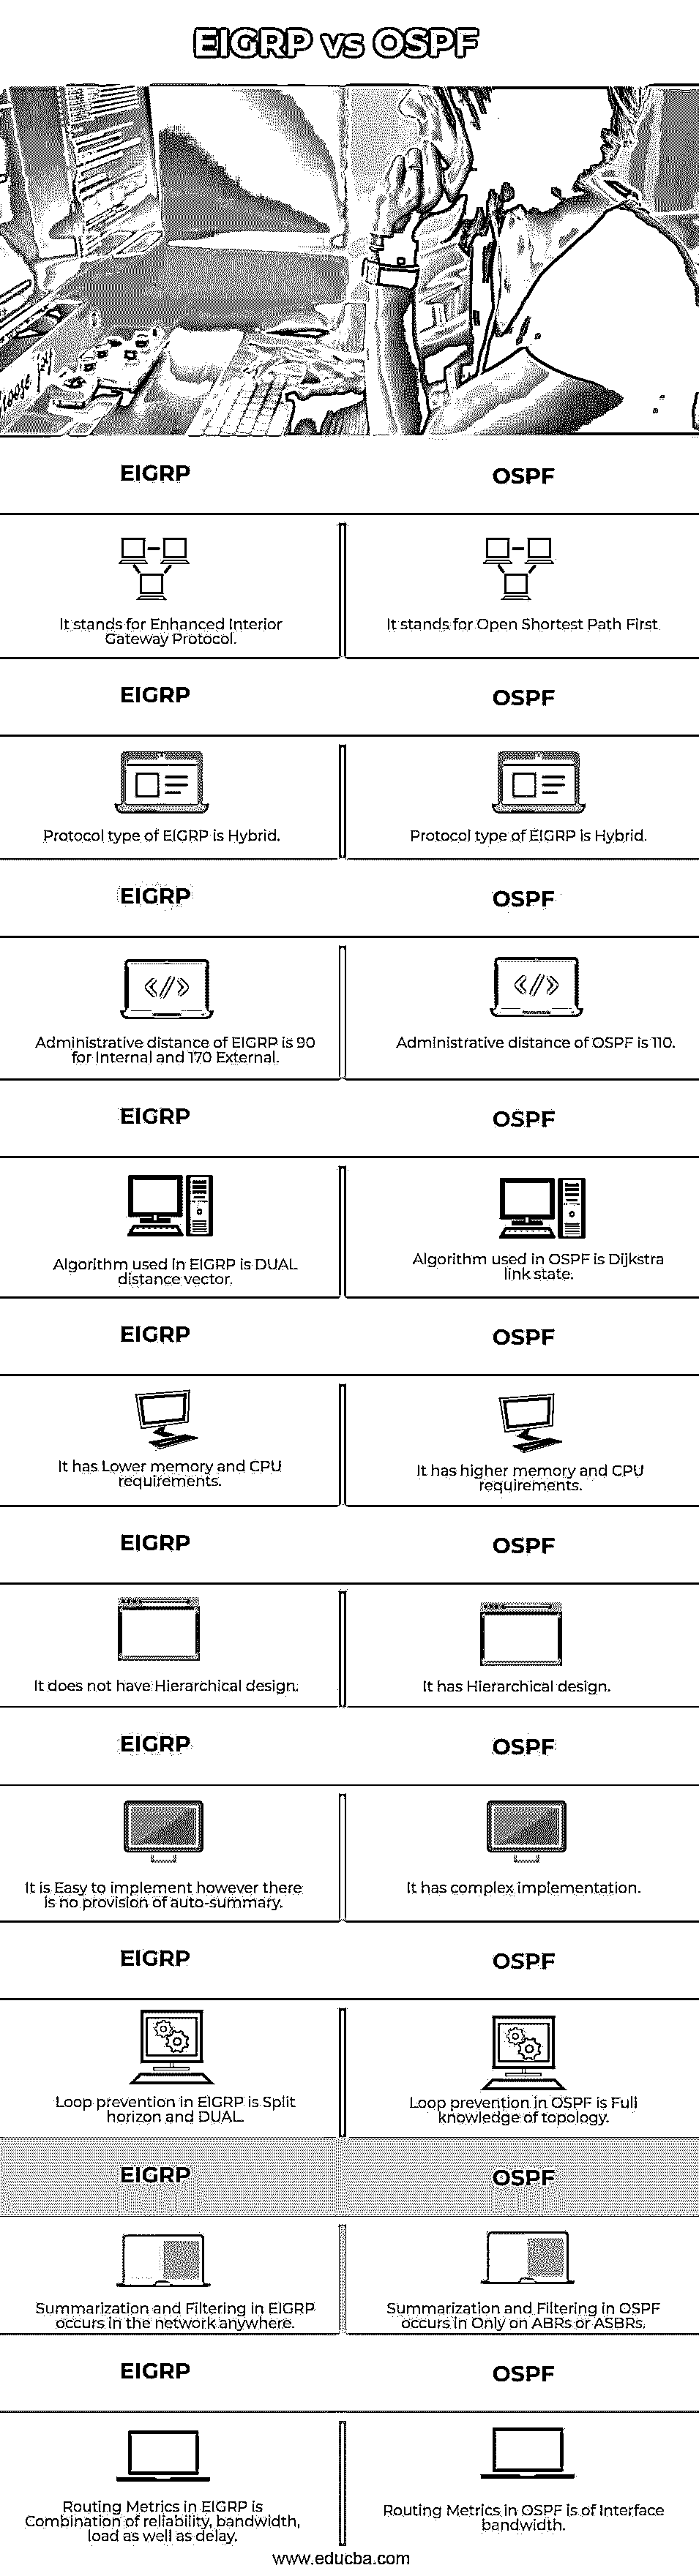 EIGRP vs OSPF
EIGRP
OSPF
It stands for Enhanced Interior
Gateway Protocol.
It stands for Open Shortest Path First
EIGRP
OSPF
Protocol type of EIGRP is Hybrid.
Protocol type of EIGRP is Hybrid.
EIGRP
OSPF
Administrative distance of EIGRP is 90
for Internal and 170 External.
Administrative distance of OSPF is 110.
EIGRP
OSPF
Algorithm used in EIGRP is DUAL
distance vector.
Algorithm used in OSPF is Dijkstra
link state.
EIGRP
OSPF
It has Lower memory and CPU
requirements.
It has higher memory and CPU
requirements.
EIGRP
OSPF
It does not have Hierarchical design.
It has Hierarchical design.
EIGRP
OSPF
It is Easy to implement however there
is no provision of auto-summary.
It has complex implementation.
EIGRP
OSPF
Loop prevention in EIGRP is Split
horizon and DUAL.
Loop prevention in OSPF is Full
knowledge of topology.
EIGRP
OSPF
Summarization and Filtering in EIGRP
occurs in the network anywhere.
Summarization and Filtering in OSPF
occurs in Only on ABRs or ASBRs.
EIGRP
OSPF
Routing Metrics in EIGRP is
Combination of reliability, bandwidth,
load as well as delay.
Routing Metrics in OSPF is of Interface
bandwidth.
www.educba.com